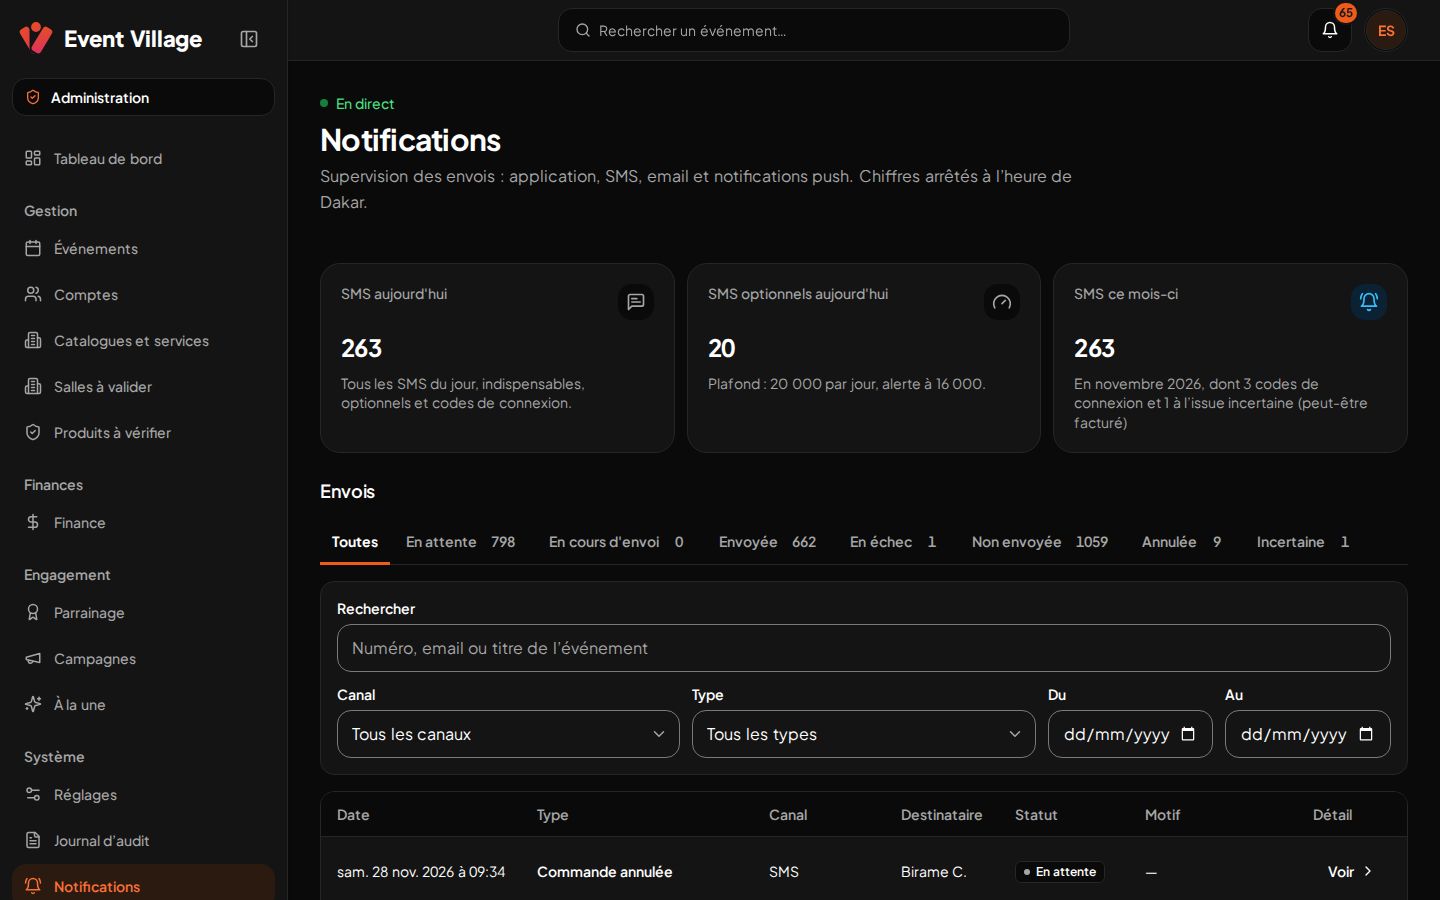 Event Village
Administration
Tableau de bord
Gestion
Événements
Comptes
Catalogues et services
Salles à valider
Produits à vérifier
Finances
Finance
Engagement
Parrainage
Campagnes
À la une
Système
Réglages
Journal d'audit
Notifications
Rechercher un événement...
65
ES
En direct
Notifications
Supervision des envois : application, SMS, email et notifications push. Chiffres arrêtés à l'heure de
Dakar.
SMS aujourd'hui
263
Tous les SMS du jour, indispensables,
optionnels et codes de connexion.
SMS optionnels aujourd'hui
20
Plafond : 20 000 par jour, alerte à 16 000.
SMS ce mois-ci
263
En novembre 2026, dont 3 codes de
connexion et 1 à l'issue incertaine (peut-être
facturé)
Envois
Toutes En attente 798 En cours d'envoi 0 Envoyée 662 En échec 1 Non envoyée 1059 Annulée 9 Incertaine 1
Rechercher
Numéro, email ou titre de l'événement
Canal Type Du Au
Tous les canaux Tous les types dd/mm/yyyy dd/mm/yyyy
Date Type Canal Destinataire Statut Motif Détail
sam. 28 nov. 2026 à 09:34 Commande annulée SMS Birame C. En attente — Voir